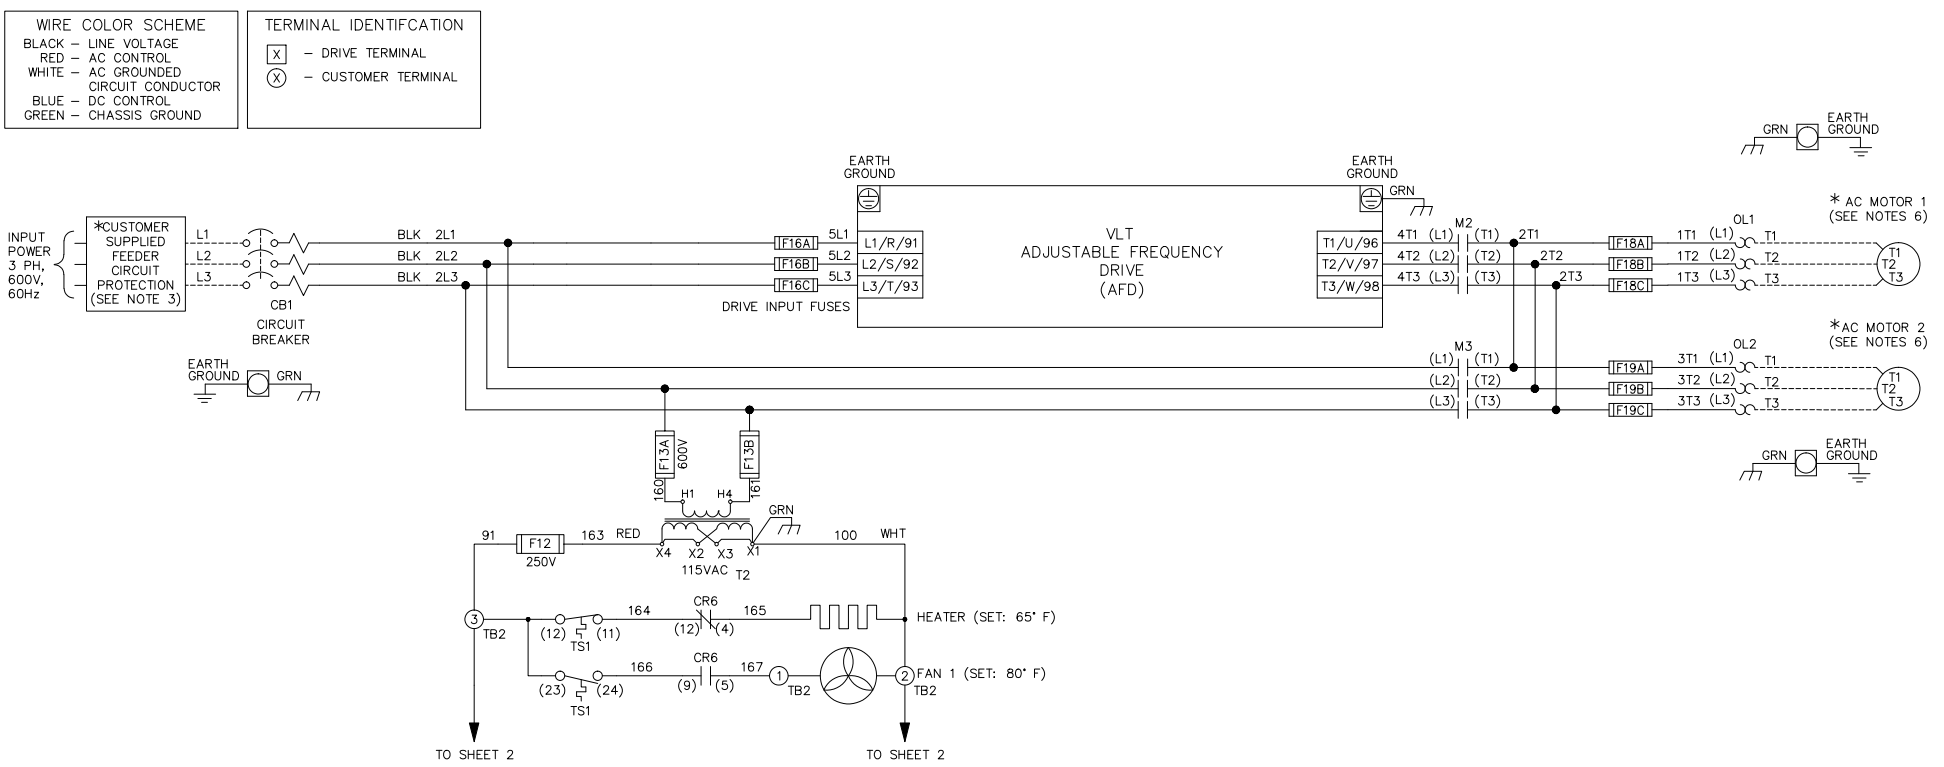 WIRE COLOR SCHEME
BLACK – LINE VOLTAGE
RED – AC CONTROL
WHITE – AC GROUNDED
CIRCUIT CONDUCTOR
BLUE – DC CONTROL
GREEN – CHASSIS GROUND
TERMINAL IDENTIFCATION
X – DRIVE TERMINAL
X – CUSTOMER TERMINAL
INPUT
POWER
3 PH,
600V,
60Hz
*CUSTOMER
SUPPLIED
FEEDER
CIRCUIT
PROTECTION
(SEE NOTE 3)
L1
L2
L3
CB1
CIRCUIT
BREAKER
BLK 2L1
BLK 2L2
BLK 2L3
EARTH
GROUND
GRN
F16A
F16B
F16C
5L1
5L2
5L3
DRIVE INPUT FUSES
EARTH
GROUND
L1/R/91
L2/S/92
L3/T/93
VLT
ADJUSTABLE FREQUENCY
DRIVE
(AFD)
EARTH
GROUND
GRN
T1/U/96
T2/V/97
T3/W/98
4T1 (L1)
4T2 (L2)
4T3 (L3)
M2
(T1)
(T2)
(T3)
2T1
2T2
2T3
F18A
F18B
F18C
1T1 (L1)
1T2 (L2)
1T3 (L3)
OL1
T1
T2
T3
GRN
EARTH
GROUND
* AC MOTOR 1
(SEE NOTES 6)
T1
T2
T3
M3
(L1) (T1)
(L2) (T2)
(L3) (T3)
F19A
F19B
F19C
3T1 (L1)
3T2 (L2)
3T3 (L3)
OL2
T1
T2
T3
*AC MOTOR 2
(SEE NOTES 6)
T1
T2
T3
GRN
EARTH
GROUND
F13A
600V
F13B
160
161
H1 H4
GRN
91
F12
250V
163 RED
X4 X2 X3 X1
115VAC T2
100 WHT
3
TB2
(12) (11)
TS1
164
CR6
(12) (4)
165
HEATER (SET: 65° F)
(23) (24)
TS1
166
CR6
(9) (5)
167
1
TB2
2
TB2
FAN 1 (SET: 80° F)
TO SHEET 2
TO SHEET 2